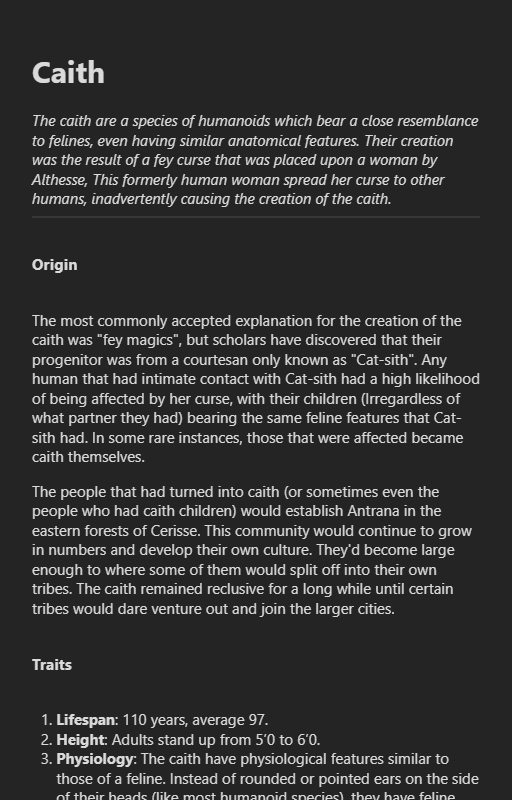 Caith
The caith are a species of humanoids which bear a close resemblance
to felines, even having similar anatomical features. Their creation
was the result of a fey curse that was placed upon a woman by
Althesse, This formerly human woman spread her curse to other
humans, inadvertently causing the creation of the caith.
Origin
The most commonly accepted explanation for the creation of the
caith was "fey magics", but scholars have discovered that their
progenitor was from a courtesan only known as "Cat-sith". Any
human that had intimate contact with Cat-sith had a high likelihood
of being affected by her curse, with their children (Irregardless of
what partner they had) bearing the same feline features that Cat-
sith had. In some rare instances, those that were affected became
caith themselves.
The people that had turned into caith (or sometimes even the
people who had caith children) would establish Antrana in the
eastern forests of Cerisse. This community would continue to grow
in numbers and develop their own culture. They'd become large
enough to where some of them would split off into their own
tribes. The caith remained reclusive for a long while until certain
tribes would dare venture out and join the larger cities.
Traits
1. Lifespan: 110 years, average 97.
2. Height: Adults stand up from 5'0 to 6'0.
3. Physiology: The caith have physiological features similar to
those of a feline. Instead of rounded or pointed ears on the side
of their heads (like most humanoid species), they have feline